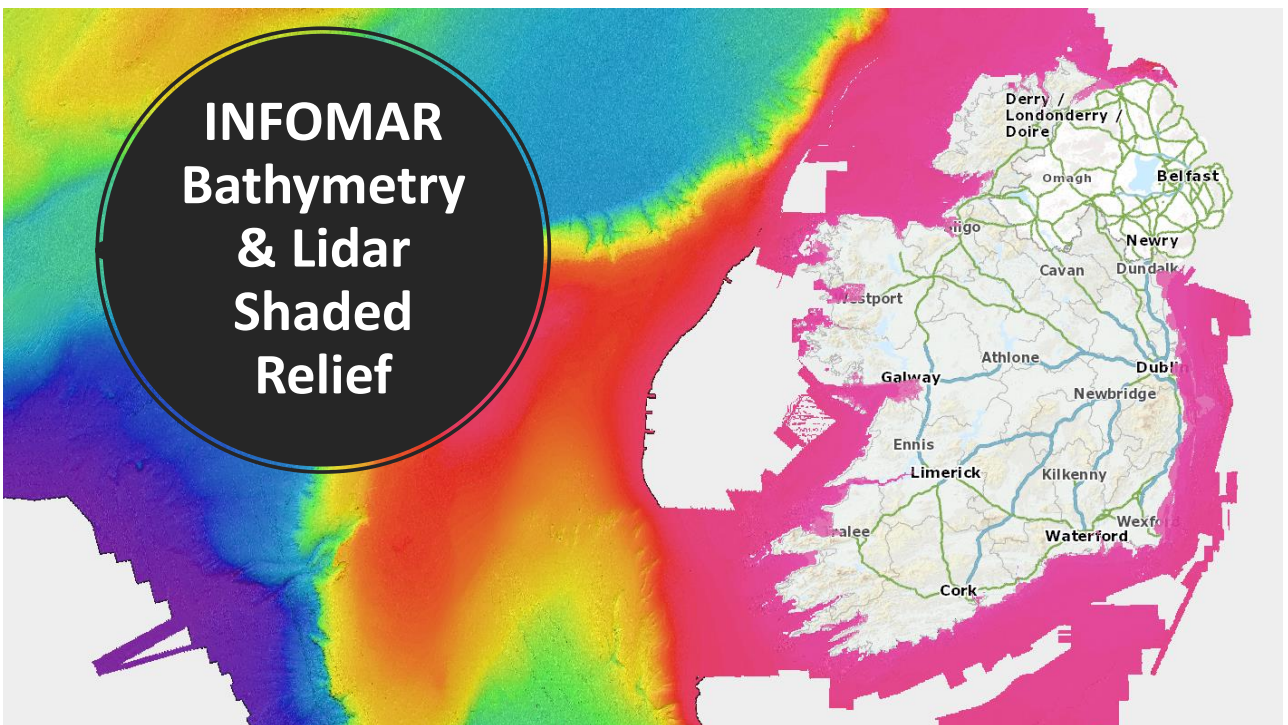 INFOMAR
Bathymetry
& Lidar
Shaded
Relief
Derry /
Londonderry /
Doire
Omagh
Belfast
Newry
Cavan
Dundalk
Athlone
Galway
Newbridge
Ennis
Limerick
Kilkenny
Waterford
Cork